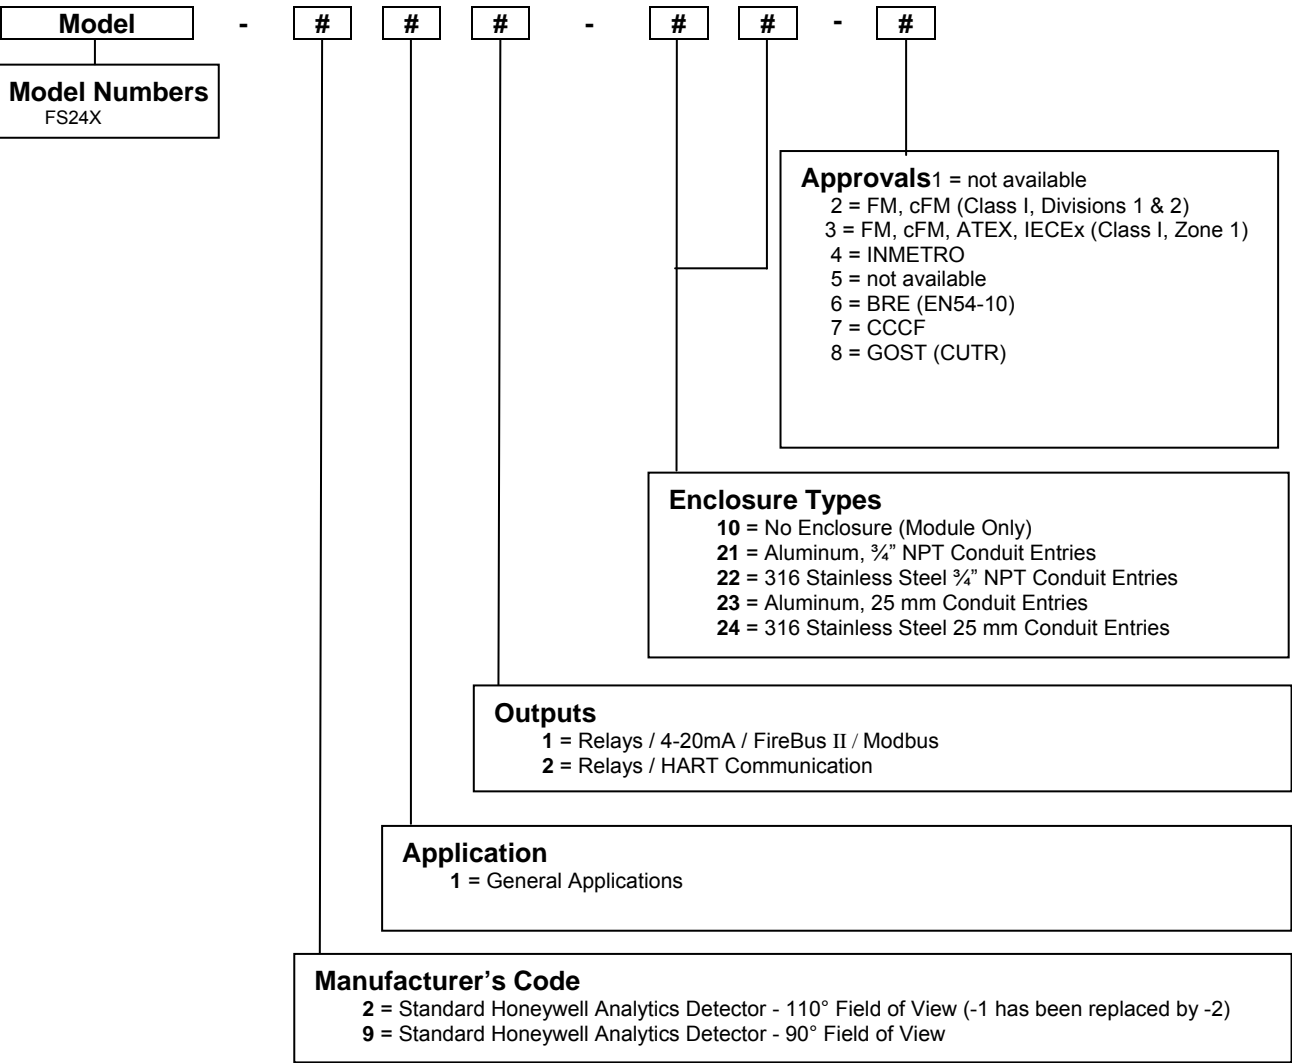 Model - # # # - # # - #
Model Numbers
FS24X
Approvals1 = not available
2 = FM, cFM (Class I, Divisions 1 & 2)
3 = FM, cFM, ATEX, IECEx (Class I, Zone 1)
4 = INMETRO
5 = not available
6 = BRE (EN54-10)
7 = CCCF
8 = GOST (CUTR)
Enclosure Types
10 = No Enclosure (Module Only)
21 = Aluminum, ¾” NPT Conduit Entries
22 = 316 Stainless Steel ¾” NPT Conduit Entries
23 = Aluminum, 25 mm Conduit Entries
24 = 316 Stainless Steel 25 mm Conduit Entries
Outputs
1 = Relays / 4-20mA / FireBus II / Modbus
2 = Relays / HART Communication
Application
1 = General Applications
Manufacturer’s Code
2 = Standard Honeywell Analytics Detector - 110° Field of View (-1 has been replaced by -2)
9 = Standard Honeywell Analytics Detector - 90° Field of View